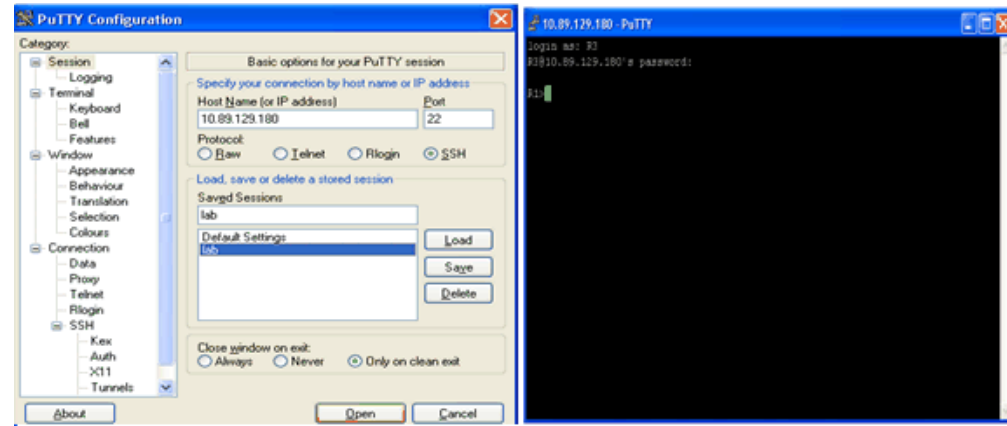 PuTTY Configuration
Category:
Session
Logging
Terminal
Keyboard
Bell
Features
Window
Appearance
Behaviour
Translation
Selection
Colours
Connection
Data
Proxy
Telnet
Rlogin
SSH
Kex
Auth
X11
Tunnels
Basic options for your PuTTY session
Specify your connection by host name or IP address
Host Name (or IP address) Port
10.89.129.180 22
Protocol:
Raw Telnet Rlogin SSH
Load, save or delete a stored session
Saved Sessions
lab
Default Settings
lab
Load
Save
Delete
Close window on exit:
Always Never Only on clean exit
About Open Cancel
10.89.129.180 - PuTTY
login as: R3
R3@10.89.129.180's password:
R1>